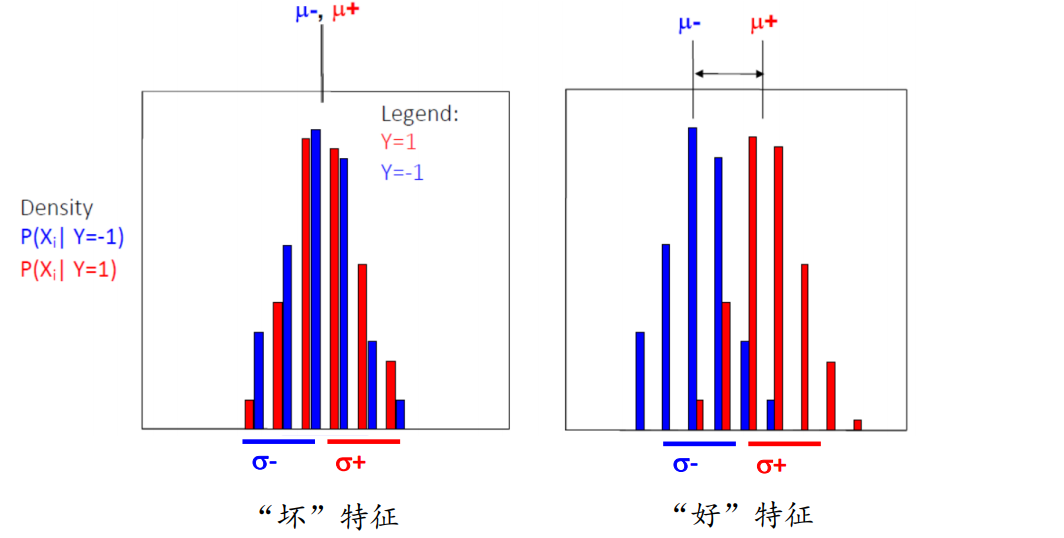 μ-, μ+
Legend:
Y=1
Y=-1
Density
P(Xi| Y=-1)
P(Xi| Y=1)
σ-
σ+
“坏”特征
μ-
μ+
σ-
σ+
“好”特征